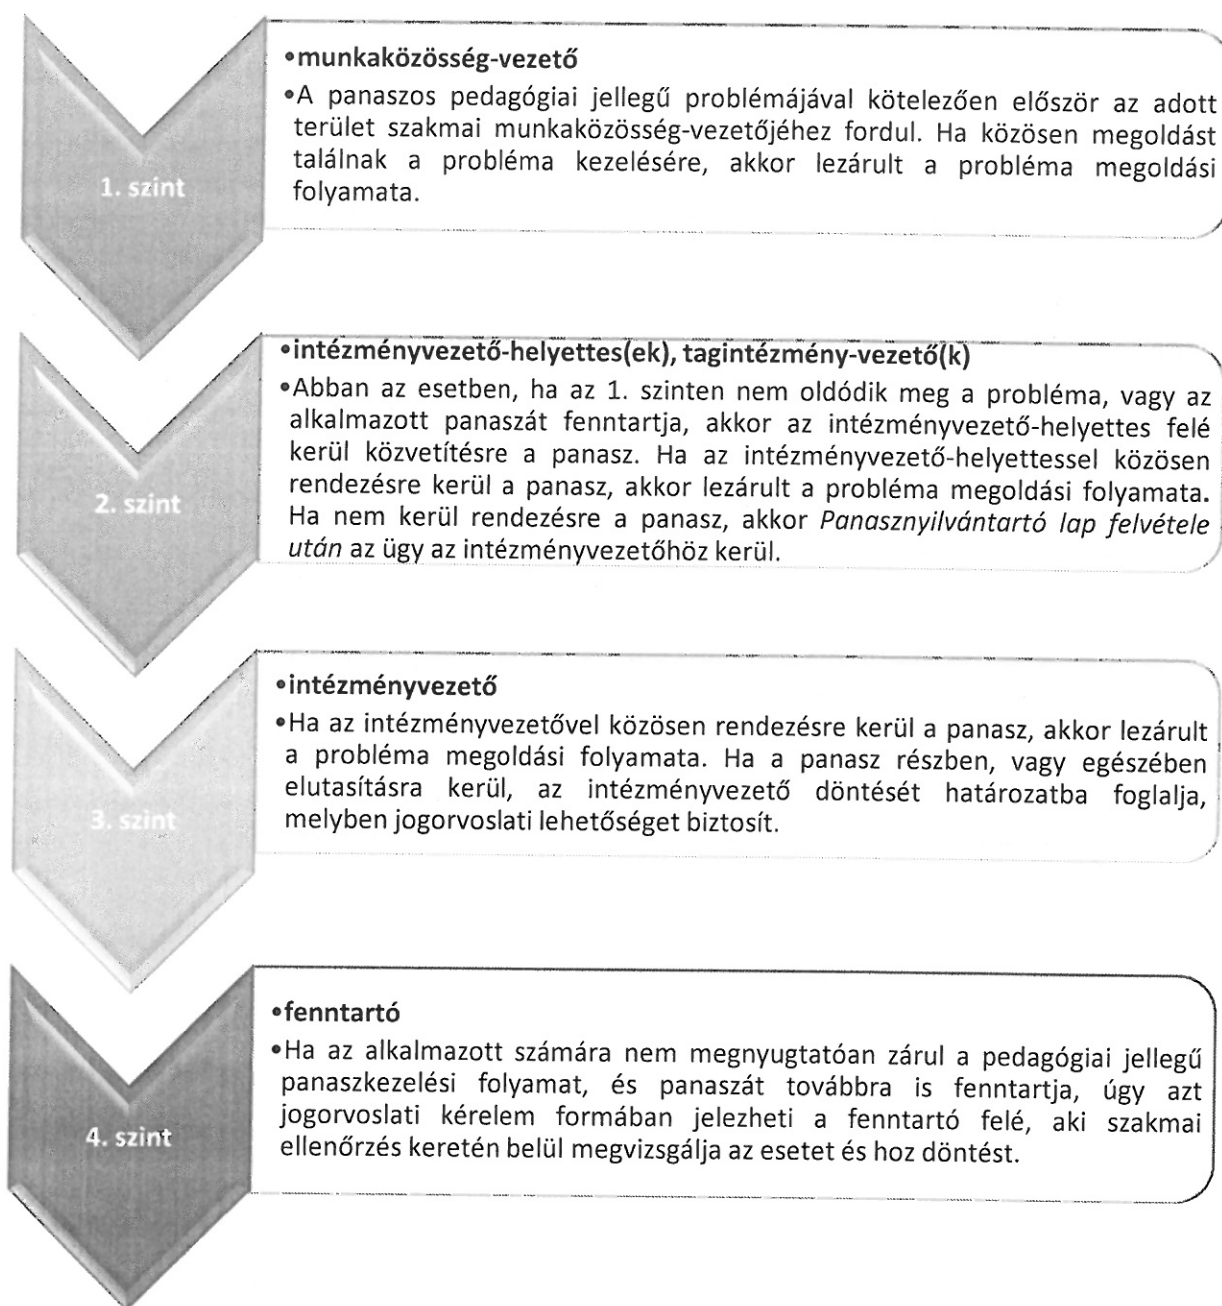 1. szint
•munkaközösség-vezető
•A panaszos pedagógiai jellegű problémájával kötelezően először az adott
terület szakmai munkaközösség-vezetőjéhez fordul. Ha közösen megoldást
találnak a probléma kezelésére, akkor lezárult a probléma megoldási
folyamata.
2. szint
•intézményvezető-helyettes(ek), tagintézmény-vezető(k)
•Abban az esetben, ha az 1. szinten nem oldódik meg a probléma, vagy az
alkalmazott panaszát fenntartja, akkor az intézményvezető-helyettes felé
kerül közvetítésre a panasz. Ha az intézményvezető-helyettessel közösen
rendezésre kerül a panasz, akkor lezárult a probléma megoldási folyamata.
Ha nem kerül rendezésre a panasz, akkor Panasznyilvántartó lap felvétele
után az ügy az intézményvezetőhöz kerül.
3. szint
•intézményvezető
•Ha az intézményvezetővel közösen rendezésre kerül a panasz, akkor lezárult
a probléma megoldási folyamata. Ha a panasz részben, vagy egészében
elutasításra kerül, az intézményvezető döntését határozatba foglalja,
melyben jogorvoslati lehetőséget biztosít.
4. szint
•fenntartó
•Ha az alkalmazott számára nem megnyugtatóan zárul a pedagógiai jellegű
panaszkezelési folyamat, és panaszát továbbra is fenntartja, úgy azt
jogorvoslati kérelem formában jelezheti a fenntartó felé, aki szakmai
ellenőrzés keretén belül megvizsgálja az esetet és hoz döntést.